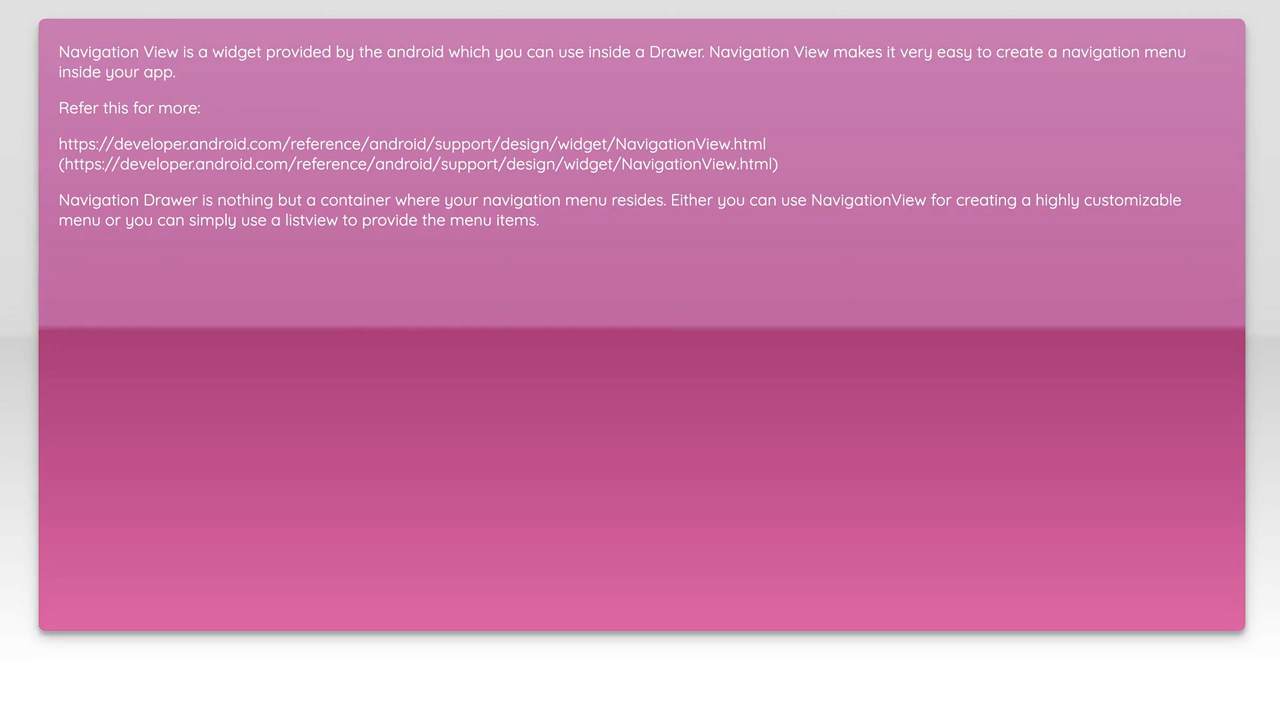 Navigation View is a widget provided by the android which you can use inside a Drawer. Navigation View makes it very easy to create a navigation menu
inside your app.
Refer this for more:
https://developer.android.com/reference/android/support/design/widget/NavigationView.html
(https://developer.android.com/reference/android/support/design/widget/NavigationView.html)
Navigation Drawer is nothing but a container where your navigation menu resides. Either you can use NavigationView for creating a highly customizable
menu or you can simply use a listview to provide the menu items.